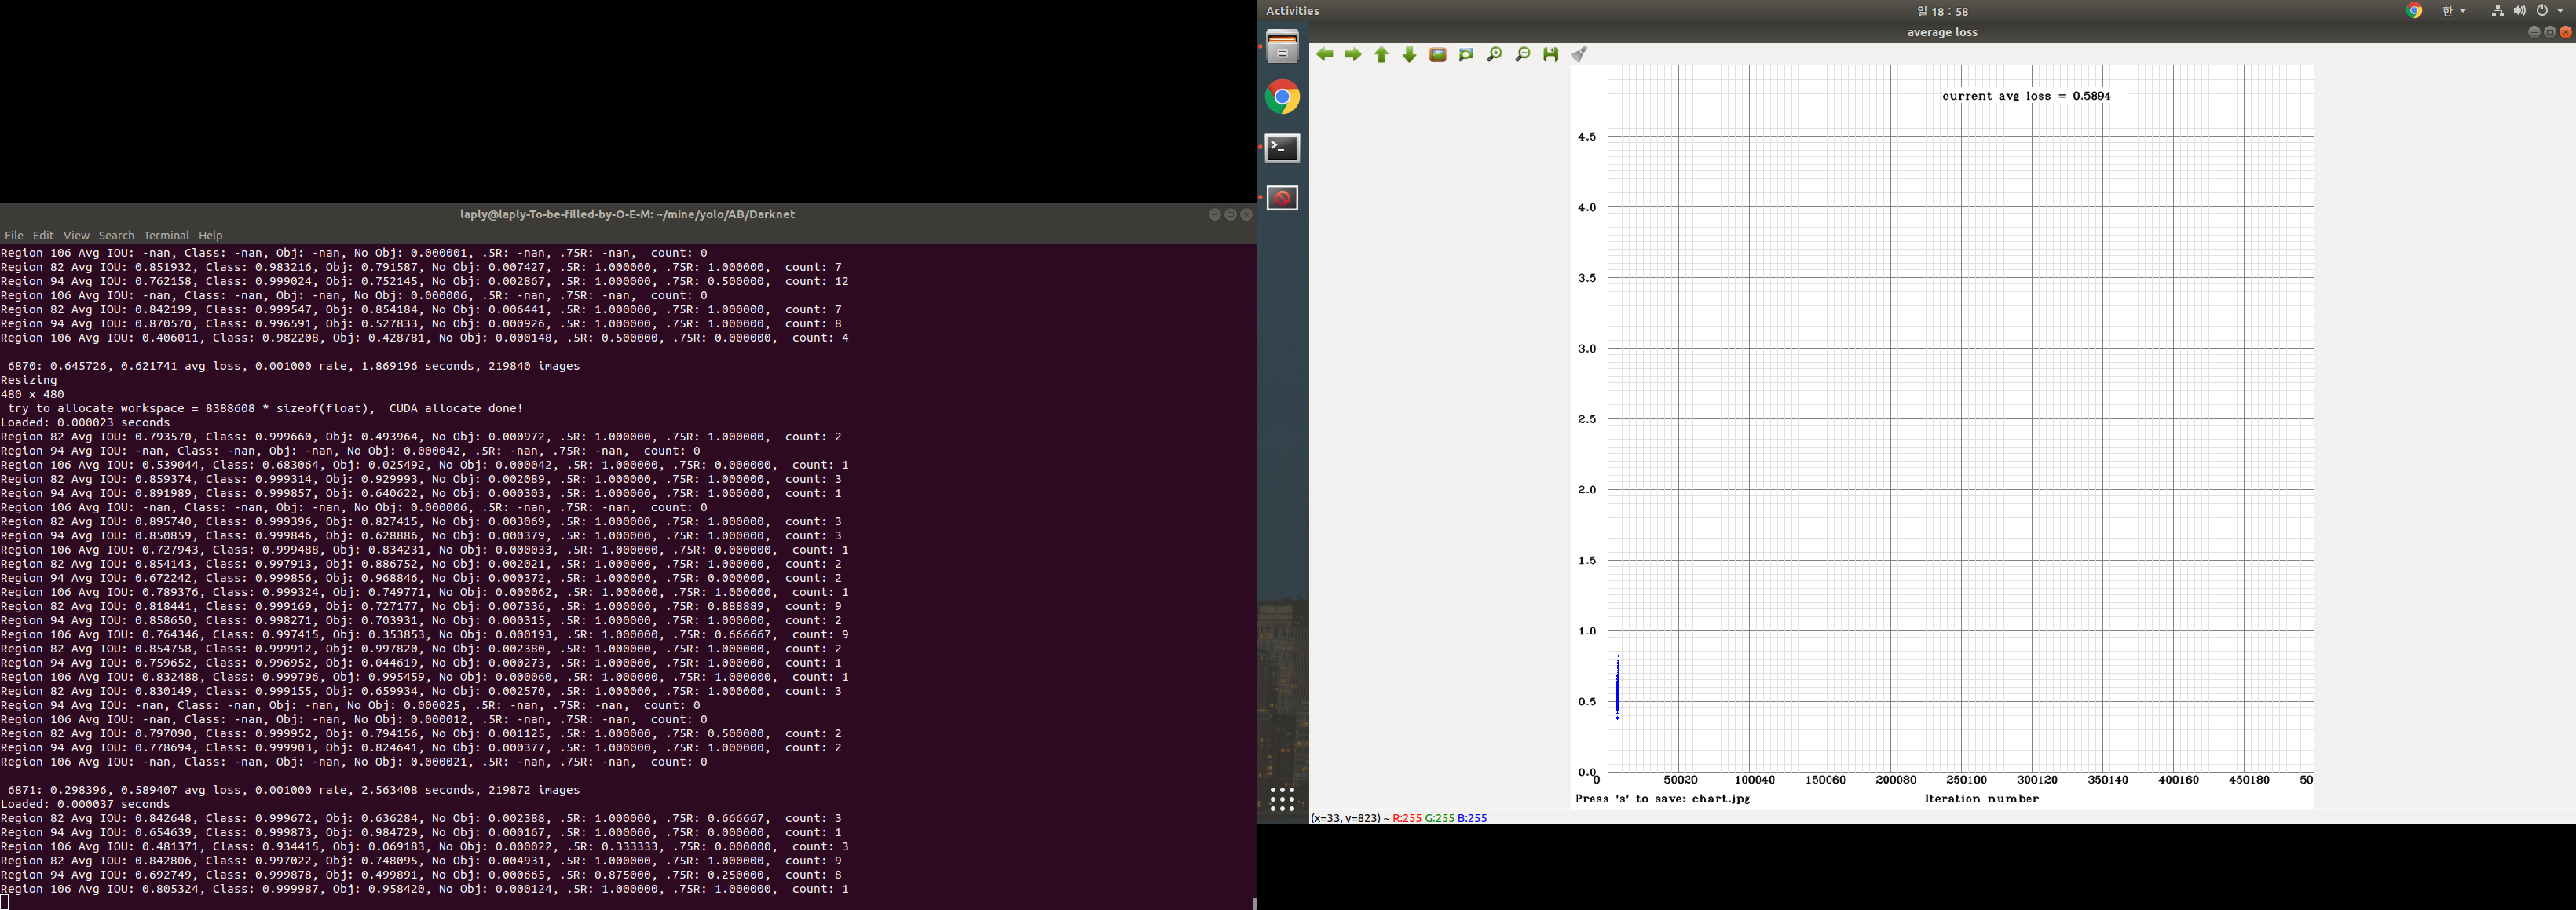 laply@laply-To-be-filled-by-O-E-M: ~/mine/yolo/AB/Darknet
File Edit View Search Terminal Help
Region 106 Avg IOU: -nan, Class: -nan, Obj: -nan, No Obj: 0.000001, .5R: -nan, .75R: -nan,  count: 0
Region 82 Avg IOU: 0.851932, Class: 0.983216, Obj: 0.791587, No Obj: 0.007427, .5R: 1.000000, .75R: 1.000000,  count: 7
Region 94 Avg IOU: 0.762158, Class: 0.999024, Obj: 0.752145, No Obj: 0.002867, .5R: 1.000000, .75R: 0.500000,  count: 12
Region 106 Avg IOU: -nan, Class: -nan, Obj: -nan, No Obj: 0.000006, .5R: -nan, .75R: -nan,  count: 0
Region 82 Avg IOU: 0.842199, Class: 0.999547, Obj: 0.854184, No Obj: 0.006441, .5R: 1.000000, .75R: 1.000000,  count: 7
Region 94 Avg IOU: 0.870570, Class: 0.996591, Obj: 0.527833, No Obj: 0.000926, .5R: 1.000000, .75R: 1.000000,  count: 8
Region 106 Avg IOU: 0.406011, Class: 0.982208, Obj: 0.428781, No Obj: 0.000148, .5R: 0.500000, .75R: 0.000000,  count: 4
6870: 0.645726, 0.621741 avg loss, 0.001000 rate, 1.869196 seconds, 219840 images
Resizing
480 x 480
try to allocate workspace = 8388608 * sizeof(float),  CUDA allocate done!
Loaded: 0.000023 seconds
Region 82 Avg IOU: 0.793570, Class: 0.999660, Obj: 0.493964, No Obj: 0.000972, .5R: 1.000000, .75R: 1.000000,  count: 2
Region 94 Avg IOU: -nan, Class: -nan, Obj: -nan, No Obj: 0.000042, .5R: -nan, .75R: -nan,  count: 0
Region 106 Avg IOU: 0.539044, Class: 0.683064, Obj: 0.025492, No Obj: 0.000042, .5R: 1.000000, .75R: 0.000000,  count: 1
Region 82 Avg IOU: 0.859374, Class: 0.999314, Obj: 0.929993, No Obj: 0.002089, .5R: 1.000000, .75R: 1.000000,  count: 3
Region 94 Avg IOU: 0.891989, Class: 0.999857, Obj: 0.640622, No Obj: 0.000303, .5R: 1.000000, .75R: 1.000000,  count: 1
Region 106 Avg IOU: -nan, Class: -nan, Obj: -nan, No Obj: 0.000006, .5R: -nan, .75R: -nan,  count: 0
Region 82 Avg IOU: 0.895740, Class: 0.999396, Obj: 0.827415, No Obj: 0.003069, .5R: 1.000000, .75R: 1.000000,  count: 3
Region 94 Avg IOU: 0.850859, Class: 0.999846, Obj: 0.628886, No Obj: 0.000379, .5R: 1.000000, .75R: 1.000000,  count: 3
Region 106 Avg IOU: 0.727943, Class: 0.999488, Obj: 0.834231, No Obj: 0.000033, .5R: 1.000000, .75R: 0.000000,  count: 1
Region 82 Avg IOU: 0.854143, Class: 0.997913, Obj: 0.886752, No Obj: 0.002021, .5R: 1.000000, .75R: 1.000000,  count: 2
Region 94 Avg IOU: 0.672242, Class: 0.999856, Obj: 0.968846, No Obj: 0.000372, .5R: 1.000000, .75R: 0.000000,  count: 2
Region 106 Avg IOU: 0.789376, Class: 0.999324, Obj: 0.749771, No Obj: 0.000062, .5R: 1.000000, .75R: 1.000000,  count: 1
Region 82 Avg IOU: 0.818441, Class: 0.999169, Obj: 0.727177, No Obj: 0.007336, .5R: 1.000000, .75R: 0.888889,  count: 9
Region 94 Avg IOU: 0.858650, Class: 0.998271, Obj: 0.703931, No Obj: 0.000315, .5R: 1.000000, .75R: 1.000000,  count: 2
Region 106 Avg IOU: 0.764346, Class: 0.997415, Obj: 0.353853, No Obj: 0.000193, .5R: 1.000000, .75R: 0.666667,  count: 9
Region 82 Avg IOU: 0.854758, Class: 0.999912, Obj: 0.997820, No Obj: 0.002380, .5R: 1.000000, .75R: 1.000000,  count: 2
Region 94 Avg IOU: 0.759652, Class: 0.996952, Obj: 0.044619, No Obj: 0.000273, .5R: 1.000000, .75R: 1.000000,  count: 1
Region 106 Avg IOU: 0.832488, Class: 0.999796, Obj: 0.995459, No Obj: 0.000060, .5R: 1.000000, .75R: 1.000000,  count: 1
Region 82 Avg IOU: 0.830149, Class: 0.999155, Obj: 0.659934, No Obj: 0.002570, .5R: 1.000000, .75R: 1.000000,  count: 3
Region 94 Avg IOU: -nan, Class: -nan, Obj: -nan, No Obj: 0.000025, .5R: -nan, .75R: -nan,  count: 0
Region 106 Avg IOU: -nan, Class: -nan, Obj: -nan, No Obj: 0.000012, .5R: -nan, .75R: -nan,  count: 0
Region 82 Avg IOU: 0.797090, Class: 0.999952, Obj: 0.794156, No Obj: 0.001125, .5R: 1.000000, .75R: 0.500000,  count: 2
Region 94 Avg IOU: 0.778694, Class: 0.999903, Obj: 0.824641, No Obj: 0.000377, .5R: 1.000000, .75R: 1.000000,  count: 2
Region 106 Avg IOU: -nan, Class: -nan, Obj: -nan, No Obj: 0.000021, .5R: -nan, .75R: -nan,  count: 0
6871: 0.298396, 0.589407 avg loss, 0.001000 rate, 2.563408 seconds, 219872 images
Loaded: 0.000037 seconds
Region 82 Avg IOU: 0.842648, Class: 0.999672, Obj: 0.636284, No Obj: 0.002388, .5R: 1.000000, .75R: 0.666667,  count: 3
Region 94 Avg IOU: 0.654639, Class: 0.999873, Obj: 0.984729, No Obj: 0.000167, .5R: 1.000000, .75R: 0.000000,  count: 1
Region 106 Avg IOU: 0.481371, Class: 0.934415, Obj: 0.069183, No Obj: 0.000022, .5R: 0.333333, .75R: 0.000000,  count: 3
Region 82 Avg IOU: 0.842806, Class: 0.997022, Obj: 0.748095, No Obj: 0.004931, .5R: 1.000000, .75R: 1.000000,  count: 9
Region 94 Avg IOU: 0.692749, Class: 0.999878, Obj: 0.499891, No Obj: 0.000665, .5R: 0.875000, .75R: 0.250000,  count: 8
Region 106 Avg IOU: 0.805324, Class: 0.999987, Obj: 0.958420, No Obj: 0.000124, .5R: 1.000000, .75R: 1.000000,  count: 1
Activities
일 18 : 58
한
average loss
current avg loss = 0.5894
4.5
4.0
3.5
3.0
2.5
2.0
1.5
1.0
0.5
0.0
0 50020 100040 150060 200080 250100 300120 350140 400160 450180 50
Press 's' to save: chart.jpg
Iteration number
(x=33, y=823) ~ R:255 G:255 B:255